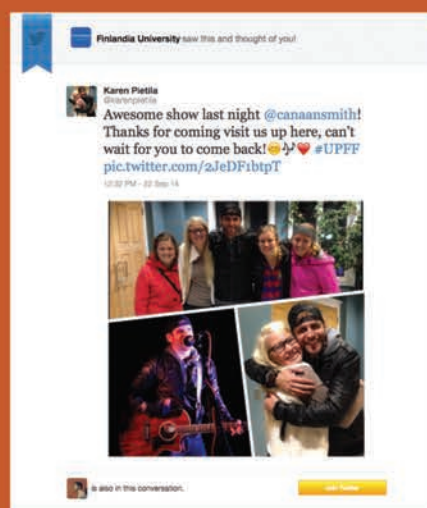 Finlandia University saw this and thought of you!
Karen Pietila
@karenpietila
Awesome show last night @canaansmith!
Thanks for coming visit us up here, can't
wait for you to come back!😁🎶❤️ #UPFF
pic.twitter.com/2JeDF1btpT
12:32 PM - 22 Sep 14
is also in this conversation.
Join Twitter